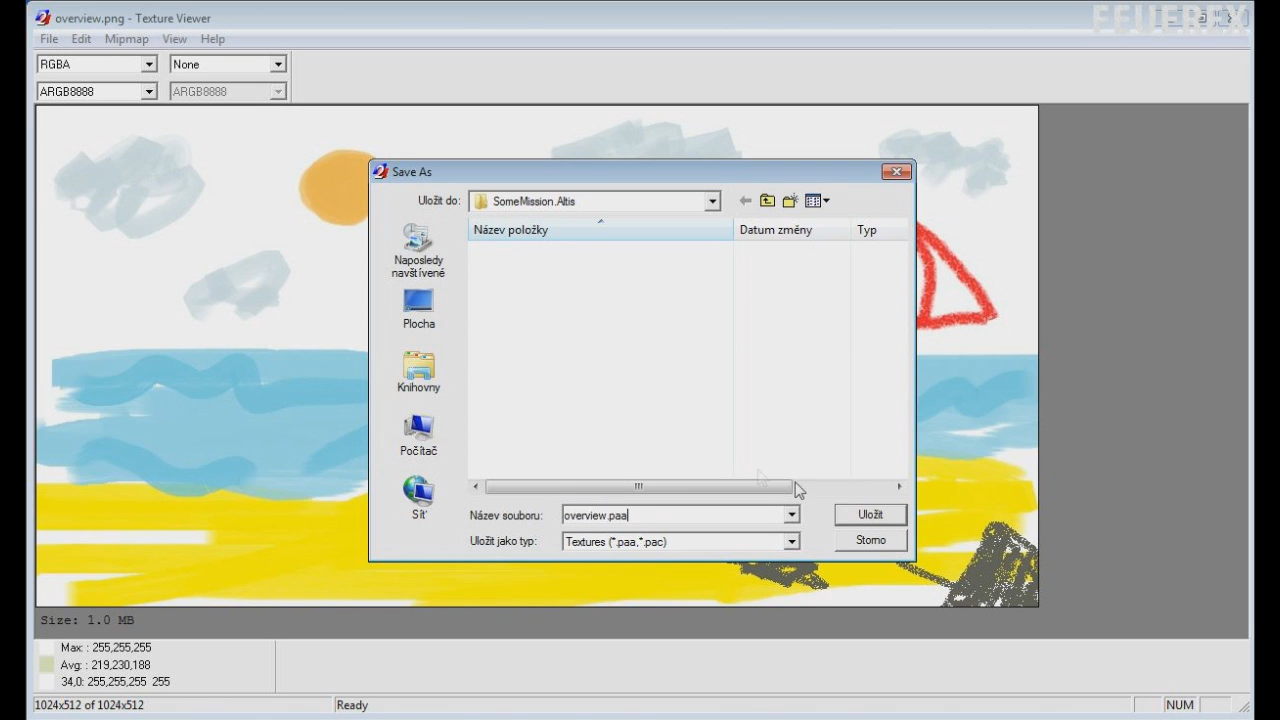 overview.png - Texture Viewer
FEUEREX
File Edit Mipmap View Help
RGBA None
ARGB8888 ARGB8888
Save As
Uložit do: SomeMission.Altis
Název položky Datum změny Typ
Naposledy
navštívené
Plocha
Knihovny
Počítač
Síť
Název souboru: overview.paa Uložit
Uložit jako typ: Textures (*.paa,*.pac) Storno
Size: 1.0 MB
Max : 255,255,255
Avg : 219,230,188
34,0: 255,255,255 255
1024x512 of 1024x512 Ready NUM